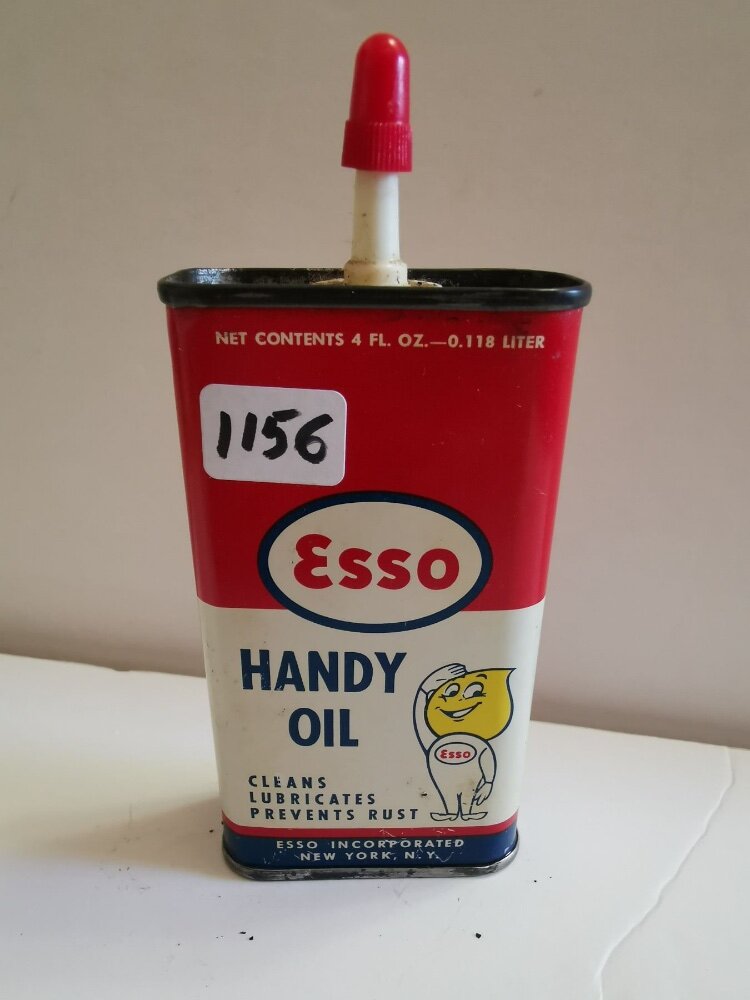 NET CONTENTS 4 FL. OZ.—0.118 LITER
1156
Esso
HANDY
OIL
Esso
CLEANS
LUBRICATES
PREVENTS RUST
ESSO INCORPORATED
NEW YORK, N.Y.